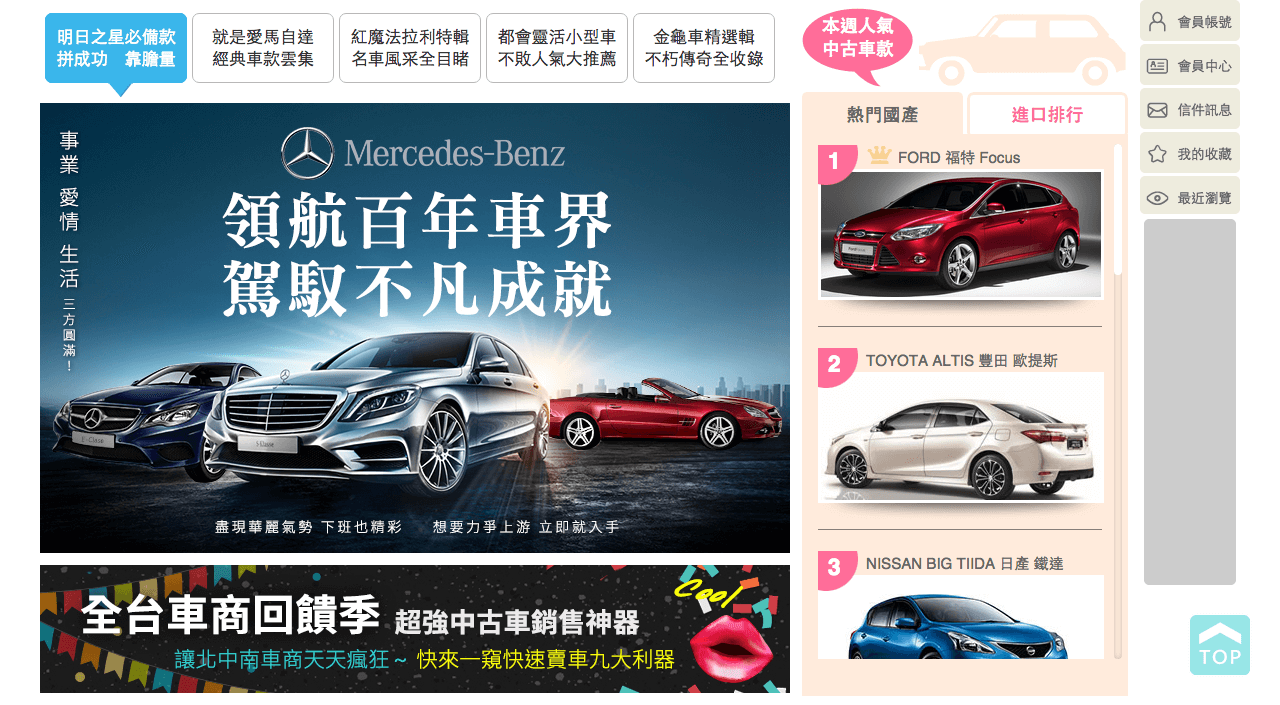 明日之星必備款
拼成功 靠膽量
就是愛馬自達
經典車款雲集
紅魔法拉利特輯
名車風采全目睹
都會靈活小型車
不敗人氣大推薦
金龜車精選輯
不朽傳奇全收錄
事業 愛情 生活 三方圓滿！
Mercedes-Benz
領航百年車界
駕馭不凡成就
E-Classe
S-Classe
盡現華麗氣勢 下班也精彩 想要力爭上游 立即就入手
全台車商回饋季 超強中古車銷售神器
Cool
讓北中南車商天天瘋狂～ 快來一窺快速賣車九大利器
本週人氣
中古車款
熱門國產
進口排行
1 FORD 福特 Focus
2 TOYOTA ALTIS 豐田 歐提斯
3 NISSAN BIG TIIDA 日產 鐵達
會員帳號
會員中心
信件訊息
我的收藏
最近瀏覽
TOP